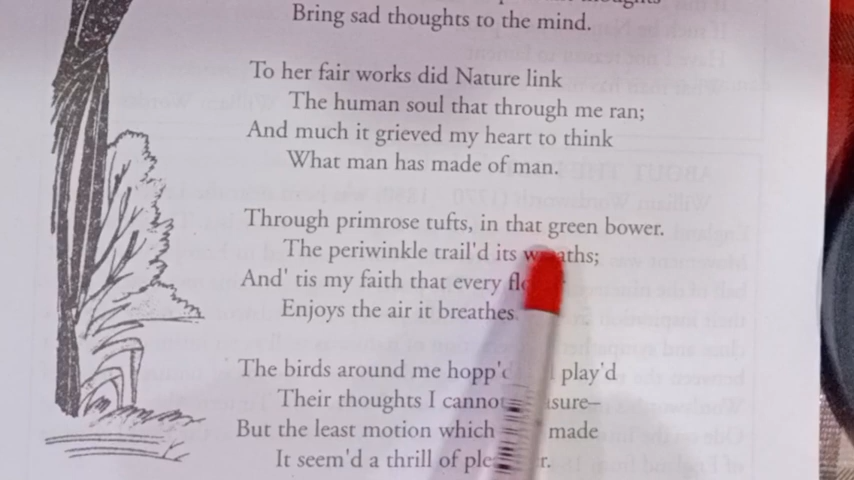 Bring sad thoughts to the mind.
To her fair works did Nature link
The human soul that through me ran;
And much it grieved my heart to think
What man has made of man.
Through primrose tufts, in that green bower.
The periwinkle trail'd its wreaths;
And' tis my faith that every
Enjoys the air it breathes.
The birds around me hopp'd play'd
Their thoughts I cannot
But the least motion which made
It seem'd a thrill of